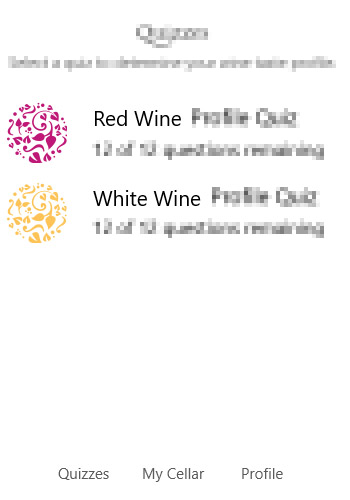 Quizzes
Select a quiz to determine your wine taste profile.
Red Wine Profile Quiz
12 of 12 questions remaining
White Wine Profile Quiz
12 of 12 questions remaining
Quizzes My Cellar Profile